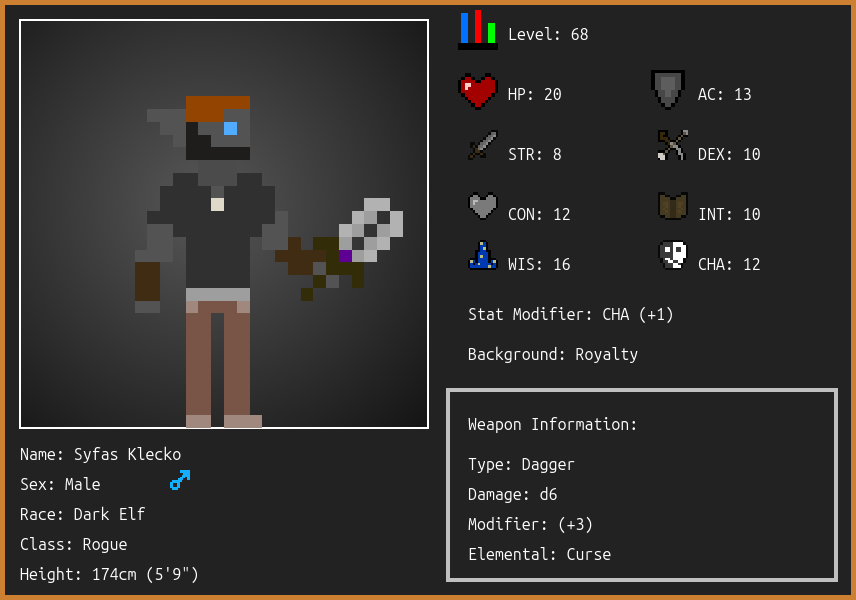 Level: 68
HP: 20
AC: 13
STR: 8
DEX: 10
CON: 12
INT: 10
WIS: 16
CHA: 12
Stat Modifier: CHA (+1)
Background: Royalty
Weapon Information:
Type: Dagger
Damage: d6
Modifier: (+3)
Elemental: Curse
Name: Syfas Klecko
Sex: Male
Race: Dark Elf
Class: Rogue
Height: 174cm (5'9")